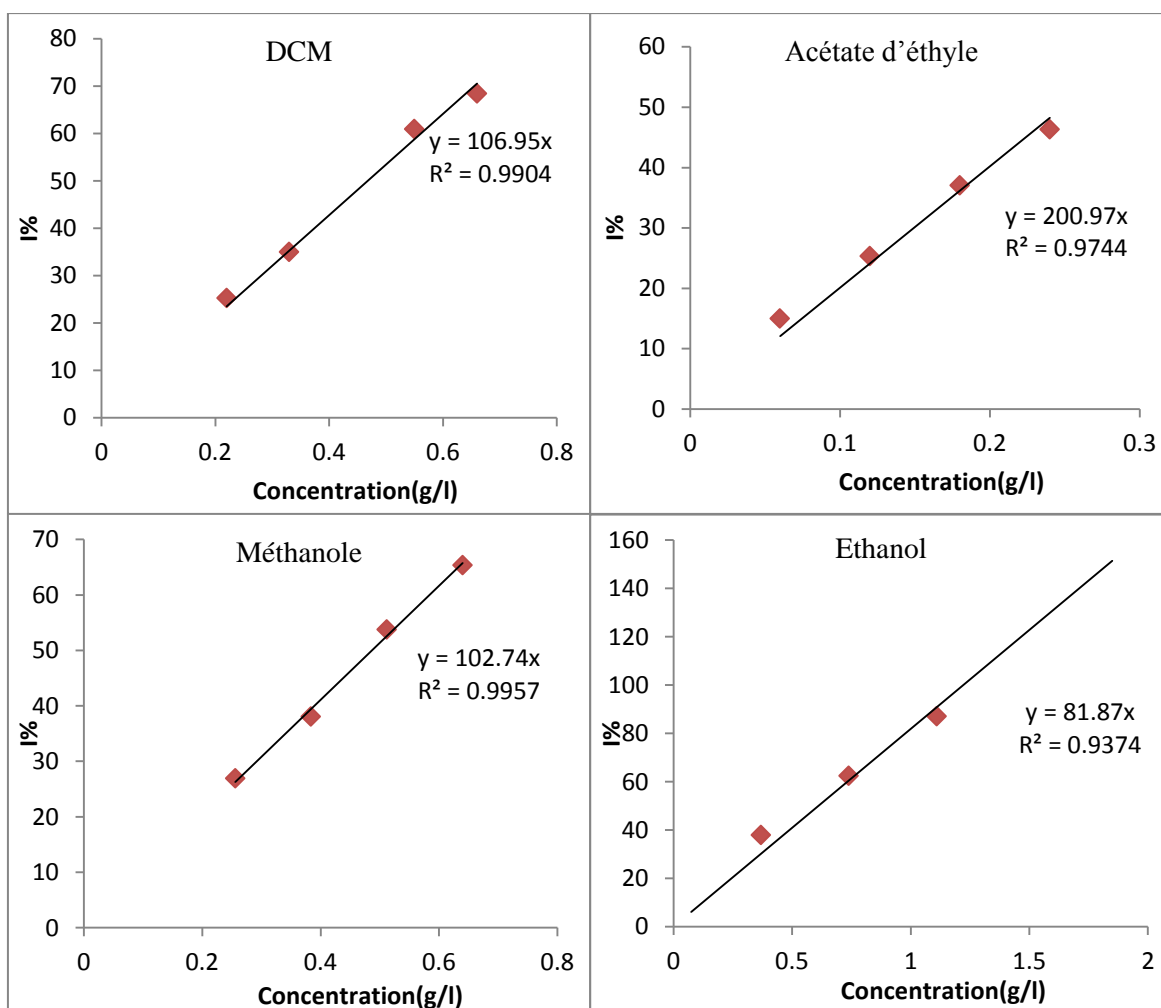 DCM
80
70
60
50
40
30
20
10
0
I%
y = 106.95x
R² = 0.9904
0
0.2
0.4
0.6
0.8
Concentration(g/l)
Acétate d’éthyle
60
50
40
30
20
10
0
I%
y = 200.97x
R² = 0.9744
0
0.1
0.2
0.3
Concentration(g/l)
Méthanole
70
60
50
40
30
20
10
0
I%
y = 102.74x
R² = 0.9957
0
0.2
0.4
0.6
0.8
Concentration(g/l)
Ethanol
160
140
120
100
80
60
40
20
0
I%
y = 81.87x
R² = 0.9374
0
0.5
1
1.5
2
Concentration(g/l)